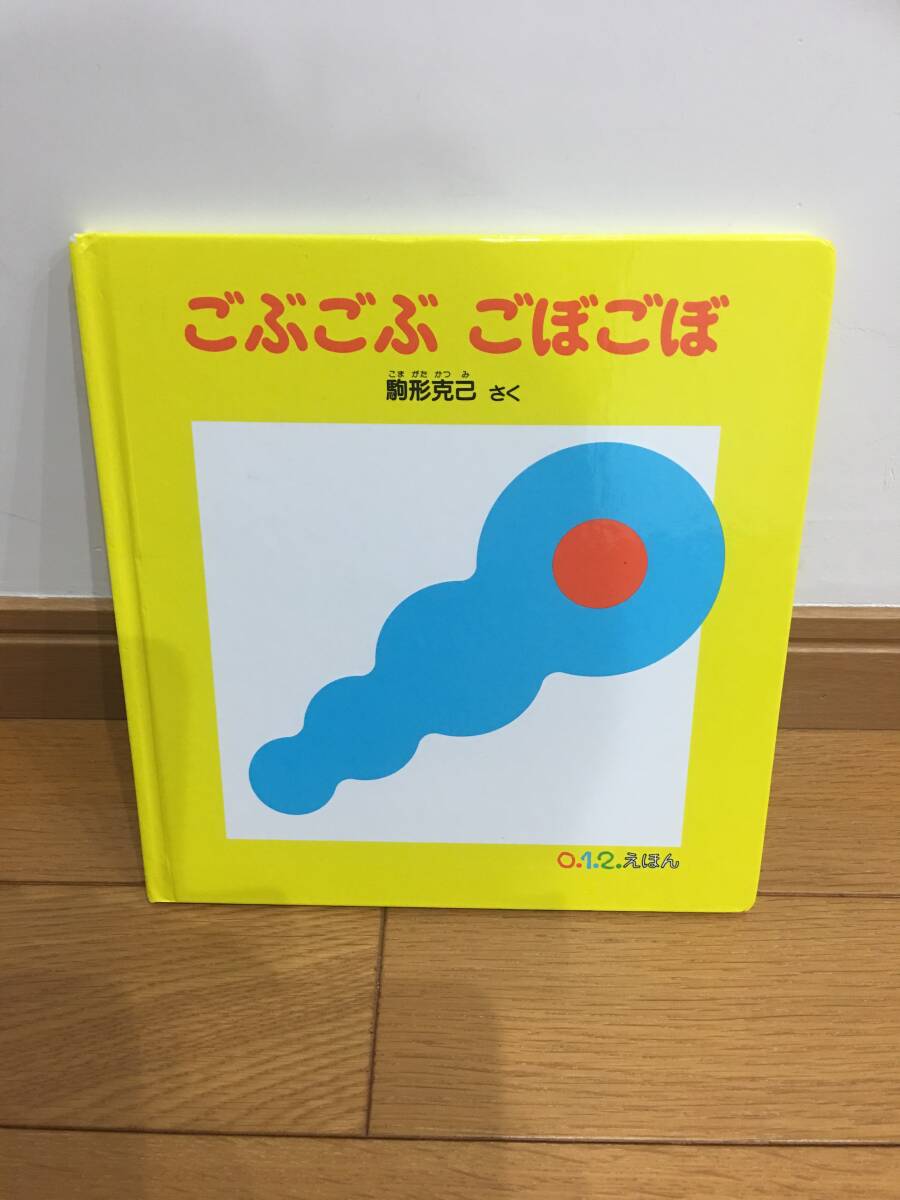 ごぶごぶ ごぼごぼ
こま がた かつ み
駒形克己 さく
0.1.2.えほん